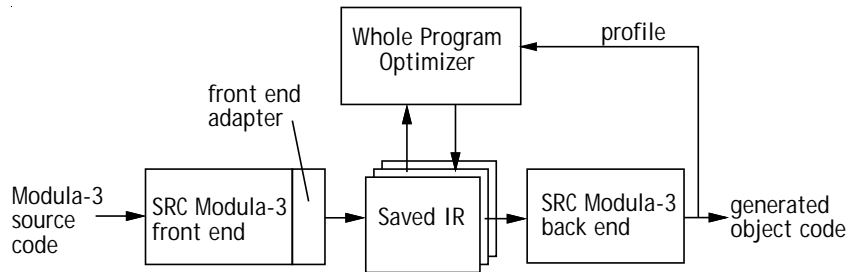 Whole Program
Optimizer
profile
front end
adapter
Modula-3
source
code
SRC Modula-3
front end
Saved IR
SRC Modula-3
back end
generated
object code